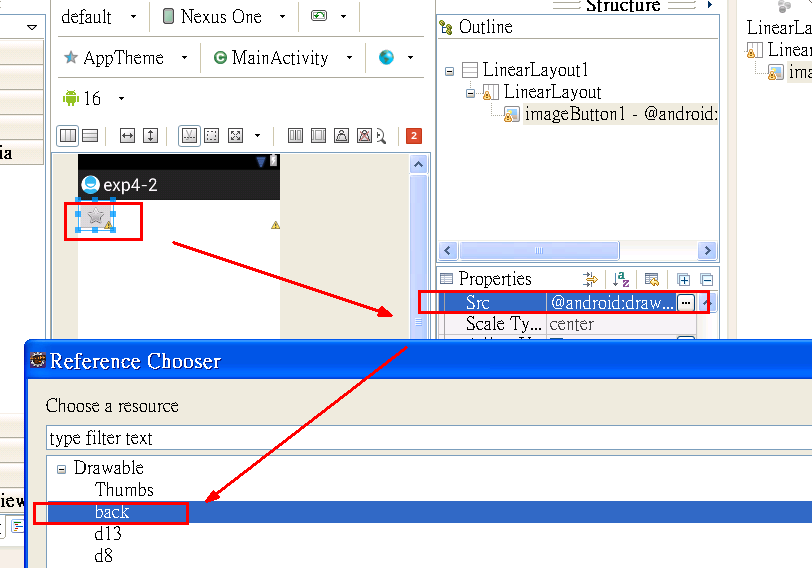 default Nexus One
AppTheme MainActivity
16
2
exp4-2
Structure
Outline
LinearLayout1
LinearLayout
imageButton1 - @android:
Properties
Src @android:draw... ...
Scale Ty... center
LinearLa
Linear
ima
ia
iew
Reference Chooser
Choose a resource
type filter text
Drawable
Thumbs
back
d13
d8